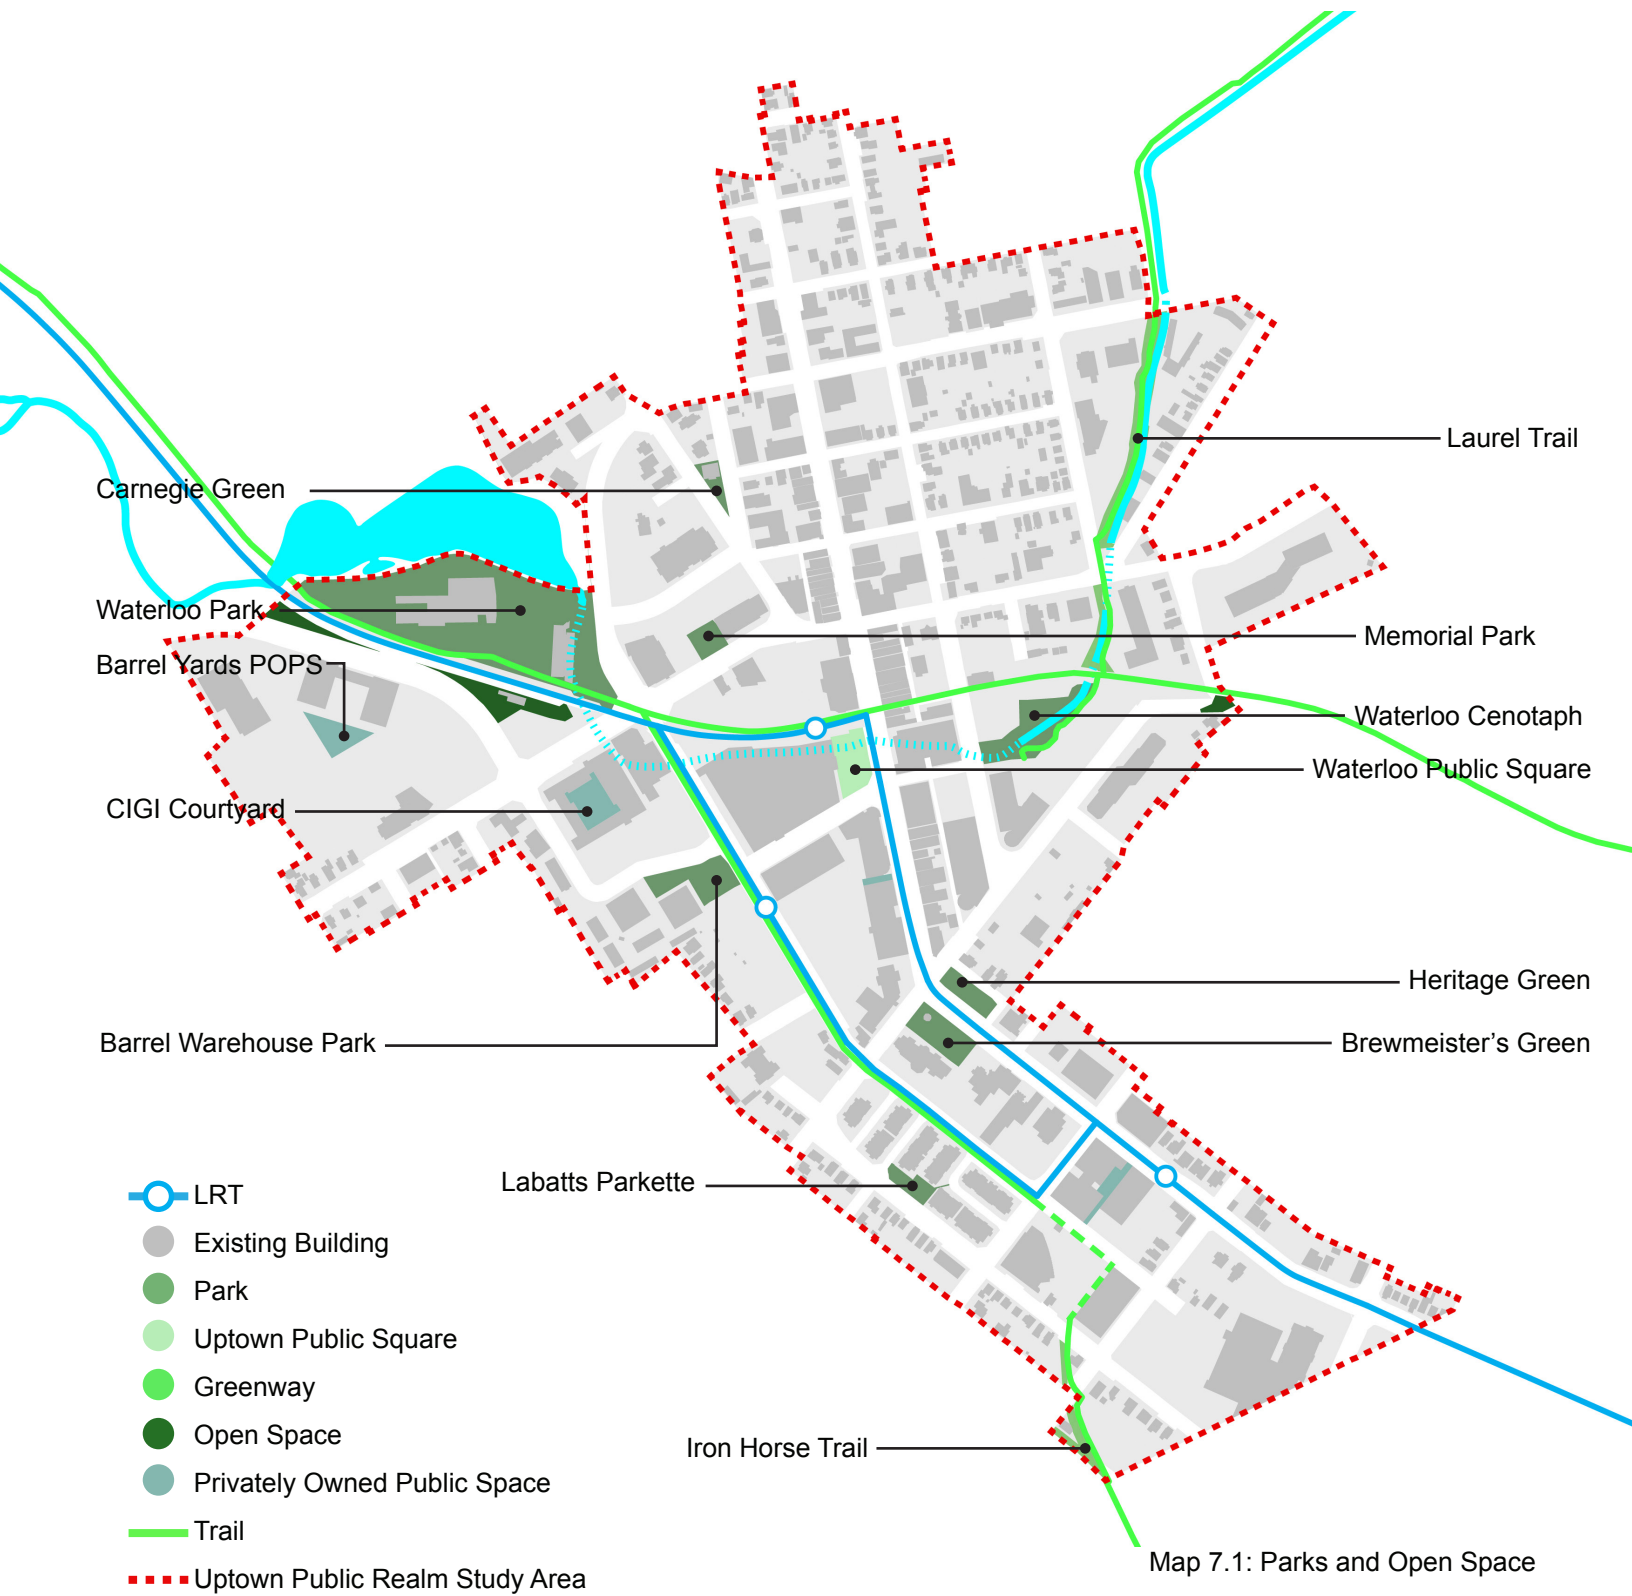 Laurel Trail
Carnegie Green
Waterloo Park
Memorial Park
Barrel Yards POPS
Waterloo Cenotaph
Waterloo Public Square
CIGI Courtyard
Heritage Green
Barrel Warehouse Park
Brewmeister’s Green
Labatts Parkette
LRT
Existing Building
Park
Uptown Public Square
Greenway
Open Space
Iron Horse Trail
Privately Owned Public Space
Trail
Map 7.1: Parks and Open Space
Uptown Public Realm Study Area